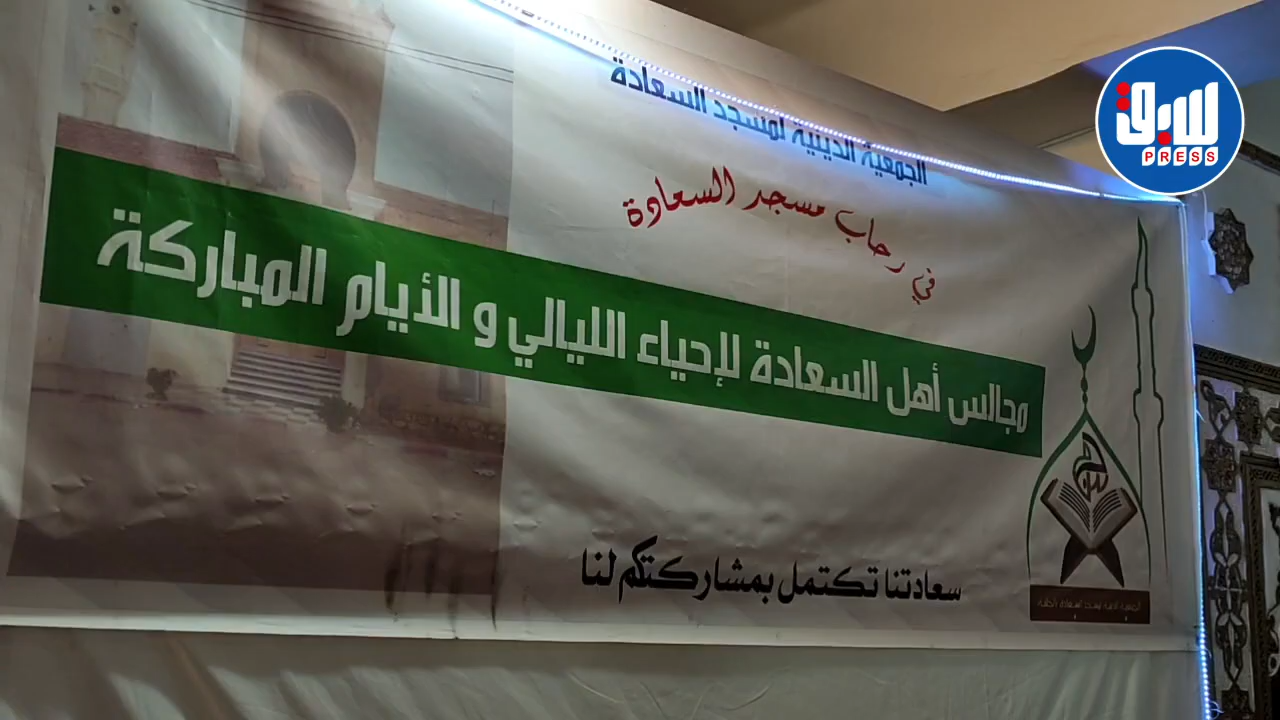 الجمعية الدينية لمسجد السعادة
في رحاب مسجد السعادة
مجالس أهل السعادة لإحياء الليالي و الأيام المباركة
سعادتنا تكتمل بمشاركتكم لنا
سبق
PRESS